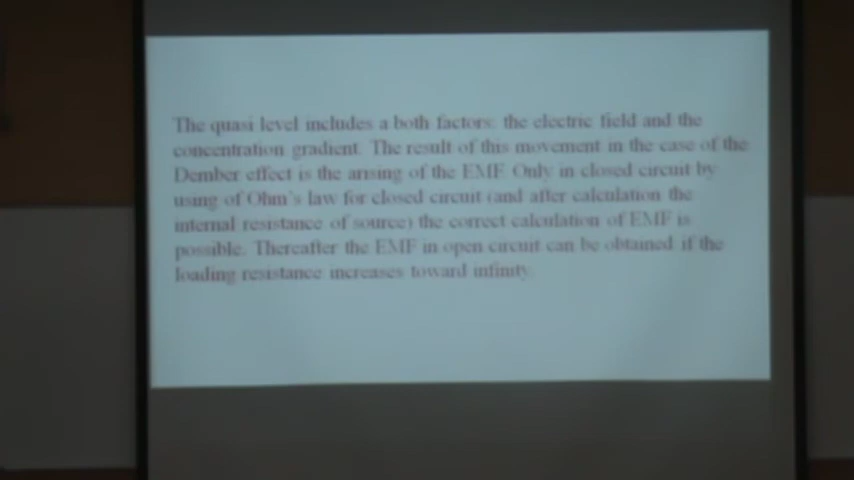 The quasi level includes a both factors: the electric field and the
concentration gradient. The result of this movement in the case of the
Dember effect is the arising of the EMF. Only in closed circuit by
using of Ohm's law for closed circuit (and after calculation the
internal resistance of source) the correct calculation of EMF is
possible. Thereafter the EMF in open circuit can be obtained if the
loading resistance increases toward infinity.